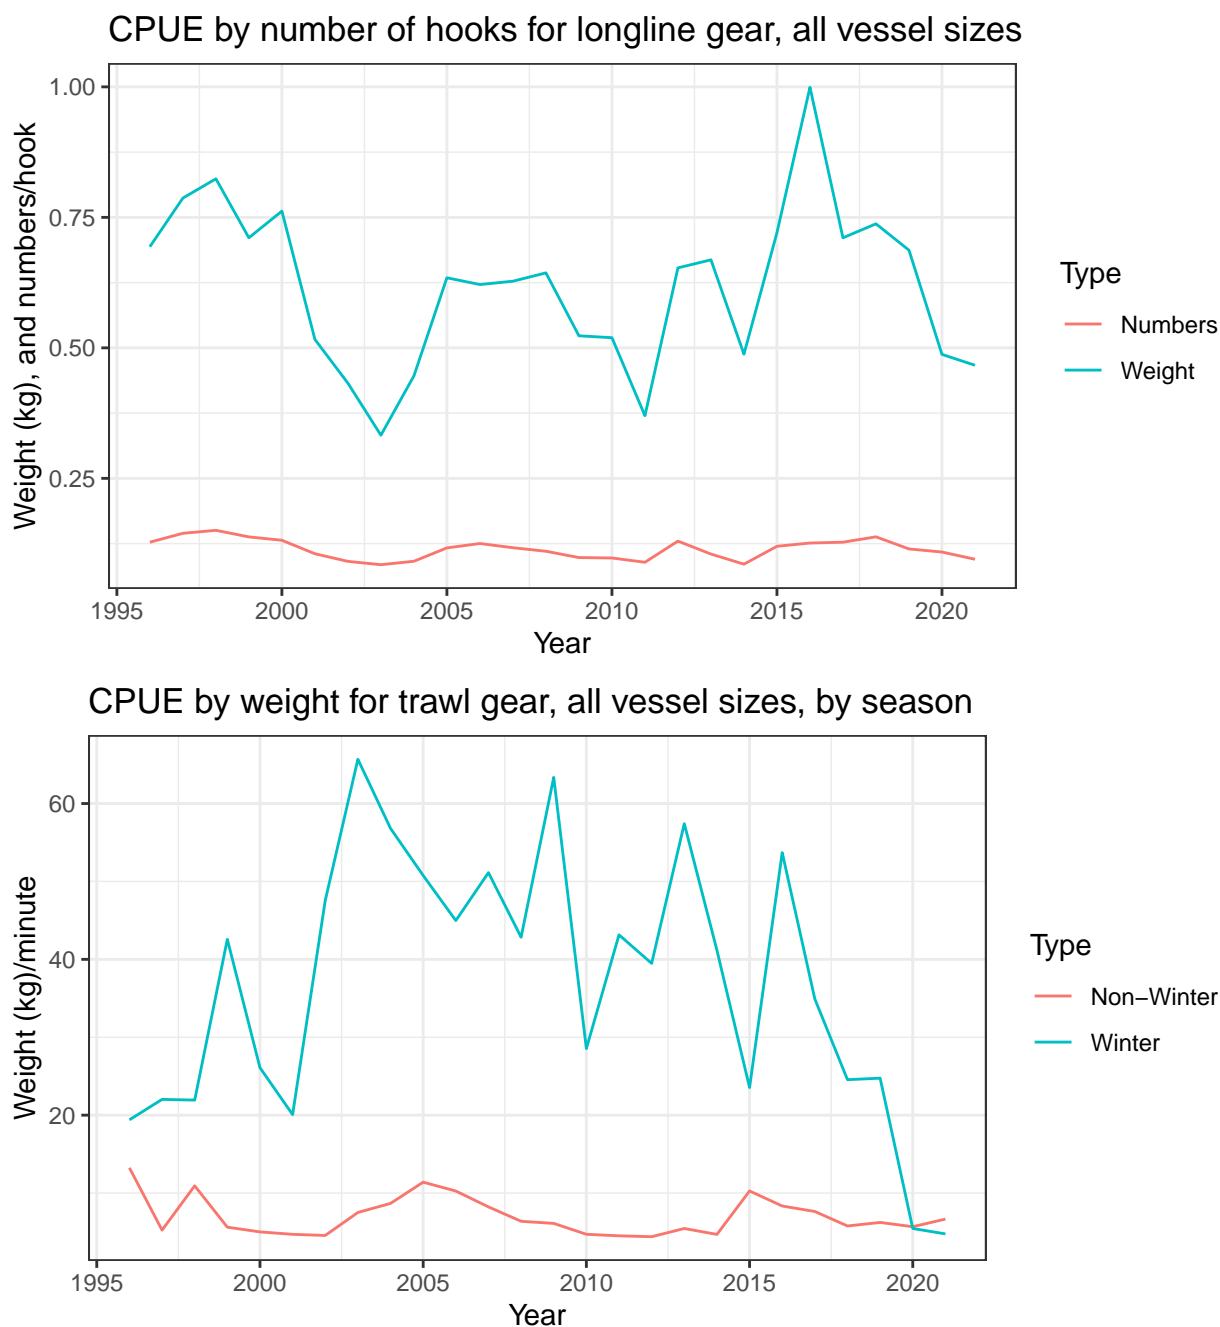 CPUE by number of hooks for longline gear, all vessel sizes
Weight (kg), and numbers/hook
1.00
0.75
0.50
0.25
1995 2000 2005 2010 2015 2020
Year
Type
Numbers
Weight
CPUE by weight for trawl gear, all vessel sizes, by season
Weight (kg)/minute
60
40
20
1995 2000 2005 2010 2015 2020
Year
Type
Non−Winter
Winter